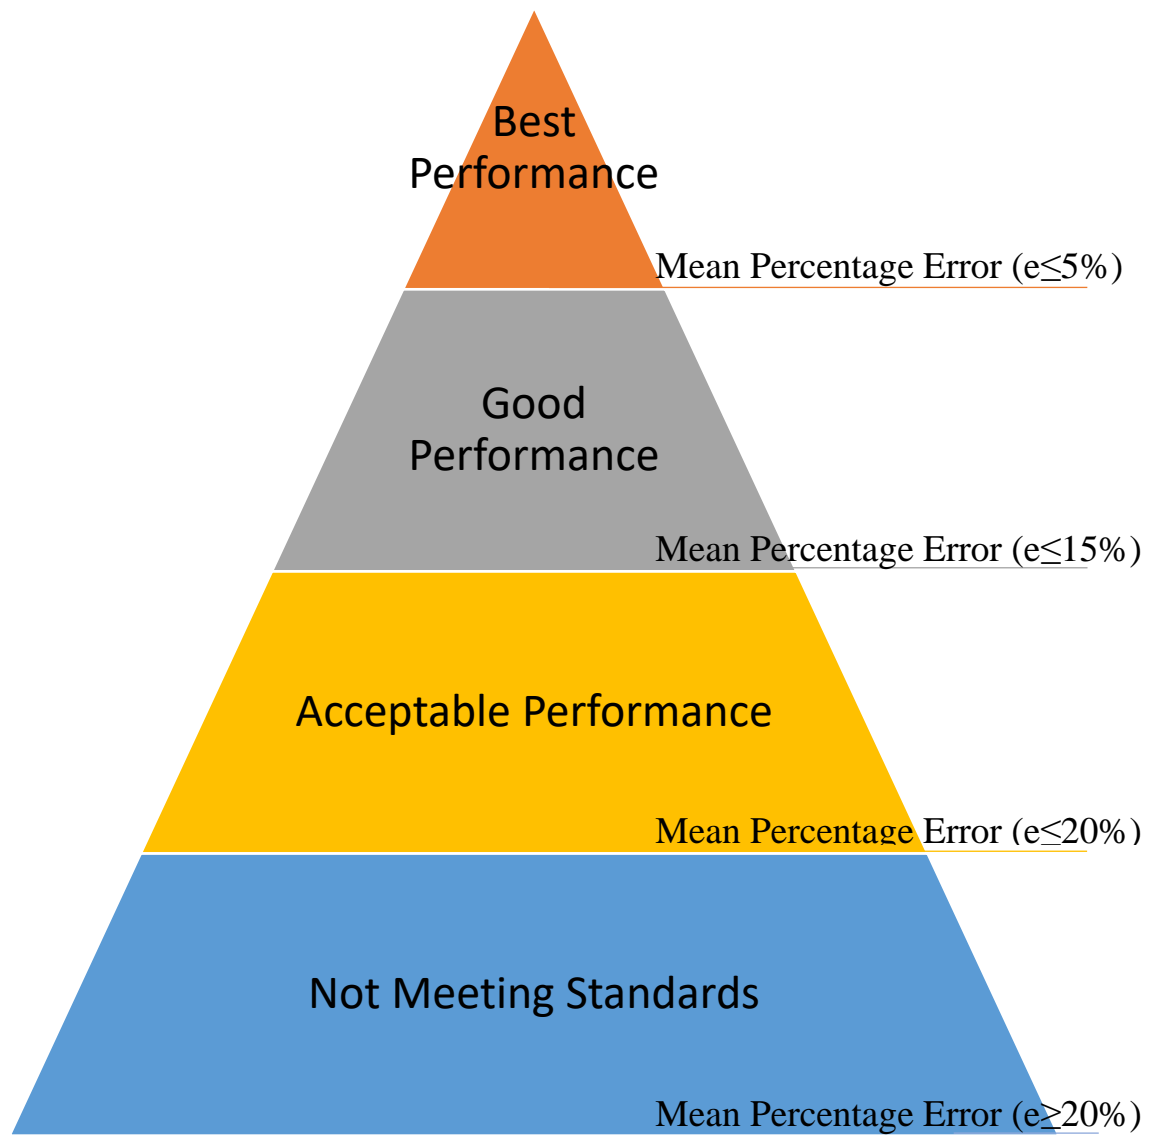 Best
Performance
Mean Percentage Error (e≤5%)
Good
Performance
Mean Percentage Error (e≤15%)
Acceptable Performance
Mean Percentage Error (e≤20%)
Not Meeting Standards
Mean Percentage Error (e≥20%)